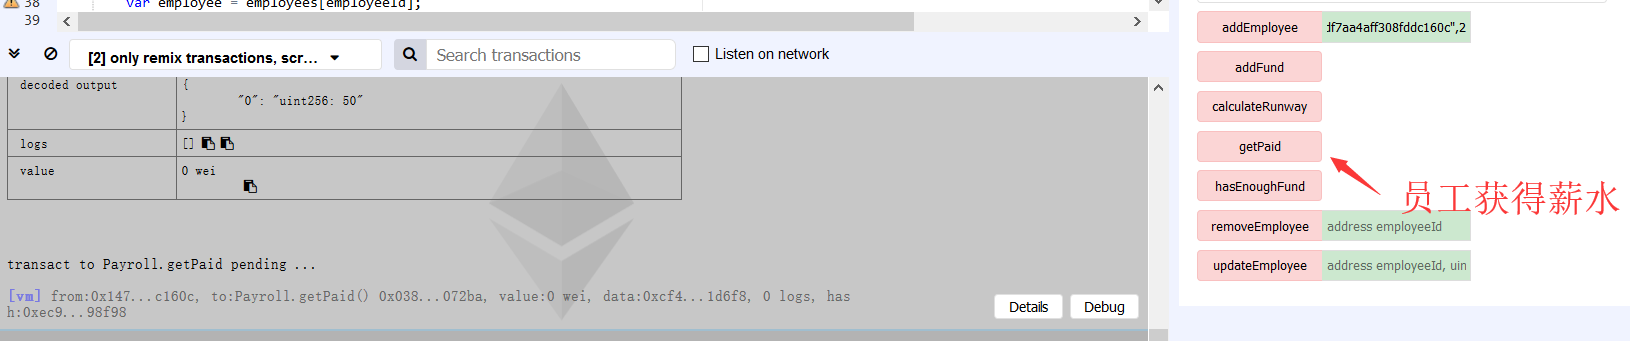 38 var employee = employees[employeeId];
39
[2] only remix transactions, scr...
Search transactions
Listen on network
decoded output {
"0": "uint256: 50"
}
logs []
value 0 wei
transact to Payroll.getPaid pending ...
[vm] from:0x147...c160c, to:Payroll.getPaid() 0x038...072ba, value:0 wei, data:0xcf4...1d6f8, 0 logs, has
h:0xec9...98f98
Details Debug
addEmployee df7aa4aff308fddc160c",2
addFund
calculateRunway
getPaid
员工获得薪水
hasEnoughFund
removeEmployee address employeeId
updateEmployee address employeeId, uin